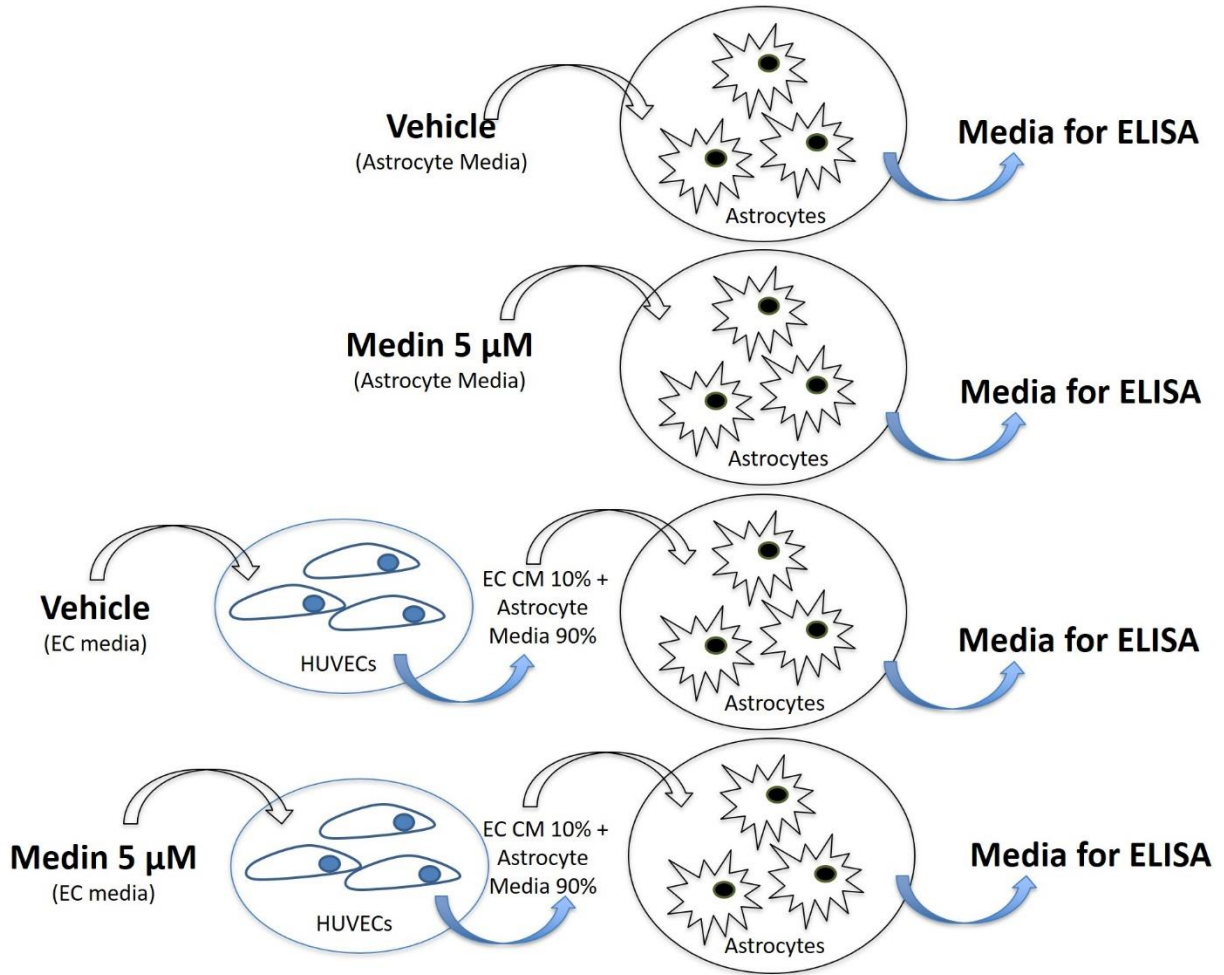 Vehicle
(Astrocyte Media)
Astrocytes
Media for ELISA
Medin 5 μM
(Astrocyte Media)
Astrocytes
Media for ELISA
Vehicle
(EC media)
HUVECs
EC CM 10% +
Astrocyte
Media 90%
Astrocytes
Media for ELISA
Medin 5 μM
(EC media)
HUVECs
EC CM 10% +
Astrocyte
Media 90%
Astrocytes
Media for ELISA